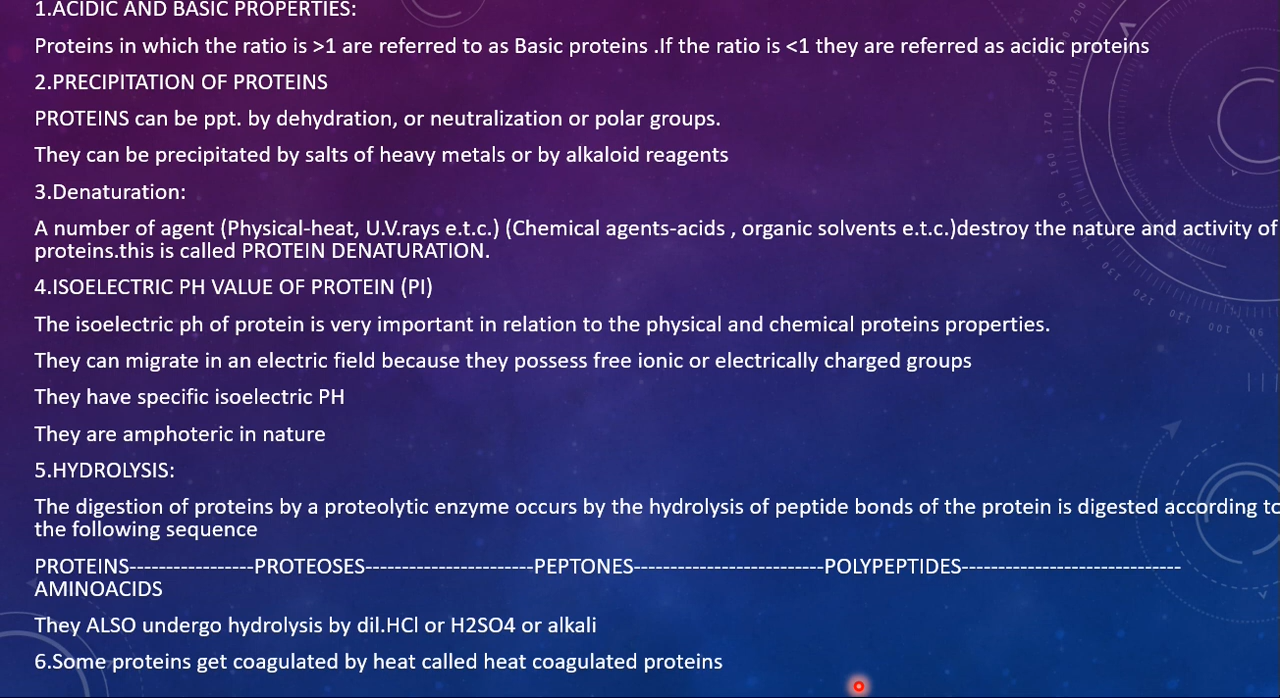 1.ACIDIC AND BASIC PROPERTIES:
Proteins in which the ratio is >1 are referred to as Basic proteins .If the ratio is <1 they are referred as acidic proteins
2.PRECIPITATION OF PROTEINS
PROTEINS can be ppt. by dehydration, or neutralization or polar groups.
They can be precipitated by salts of heavy metals or by alkaloid reagents
3.Denaturation:
A number of agent (Physical-heat, U.V.rays e.t.c.) (Chemical agents-acids , organic solvents e.t.c.)destroy the nature and activity of
proteins.this is called PROTEIN DENATURATION.
4.ISOELECTRIC PH VALUE OF PROTEIN (PI)
The isoelectric ph of protein is very important in relation to the physical and chemical proteins properties.
They can migrate in an electric field because they possess free ionic or electrically charged groups
They have specific isoelectric PH
They are amphoteric in nature
5.HYDROLYSIS:
The digestion of proteins by a proteolytic enzyme occurs by the hydrolysis of peptide bonds of the protein is digested according to
the following sequence
PROTEINS-----------------PROTEOSES-----------------------PEPTONES--------------------------POLYPEPTIDES------------------------------
AMINOACIDS
They ALSO undergo hydrolysis by dil.HCl or H2SO4 or alkali
6.Some proteins get coagulated by heat called heat coagulated proteins
200
180
170
160
150
130
120
110
100